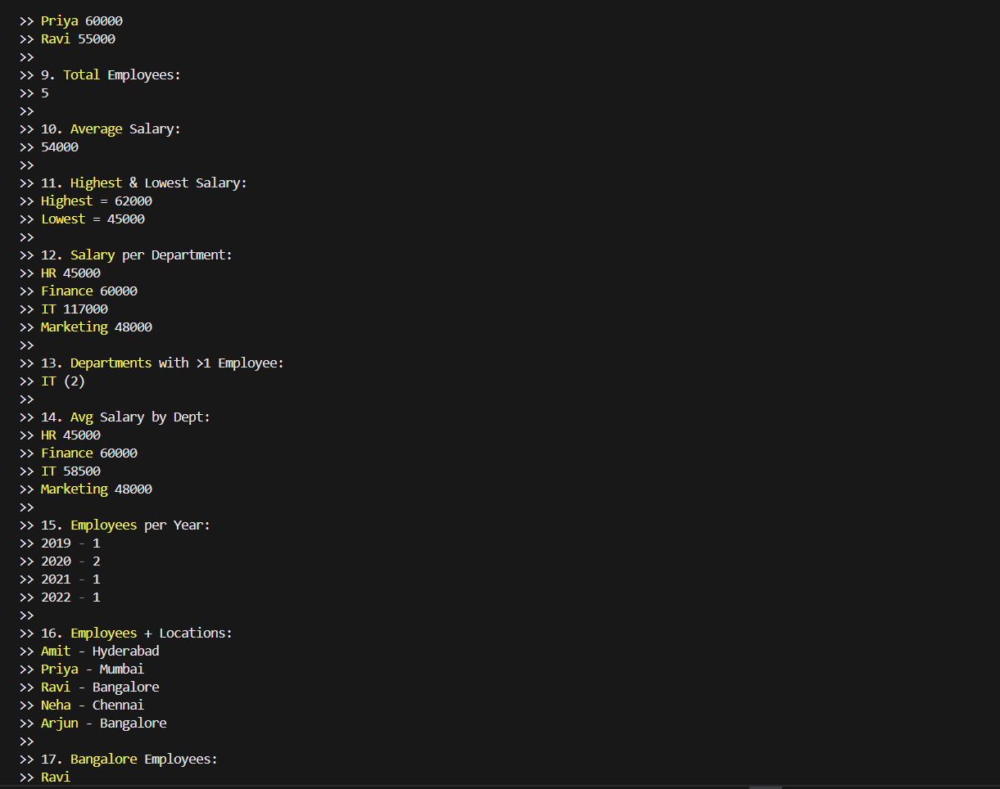 >> Priya 60000
>> Ravi 55000
>>
>> 9. Total Employees:
>> 5
>>
>> 10. Average Salary:
>> 54000
>>
>> 11. Highest & Lowest Salary:
>> Highest = 62000
>> Lowest = 45000
>>
>> 12. Salary per Department:
>> HR 45000
>> Finance 60000
>> IT 117000
>> Marketing 48000
>>
>> 13. Departments with >1 Employee:
>> IT (2)
>>
>> 14. Avg Salary by Dept:
>> HR 45000
>> Finance 60000
>> IT 58500
>> Marketing 48000
>>
>> 15. Employees per Year:
>> 2019 - 1
>> 2020 - 2
>> 2021 - 1
>> 2022 - 1
>>
>> 16. Employees + Locations:
>> Amit - Hyderabad
>> Priya - Mumbai
>> Ravi - Bangalore
>> Neha - Chennai
>> Arjun - Bangalore
>>
>> 17. Bangalore Employees:
>> Ravi